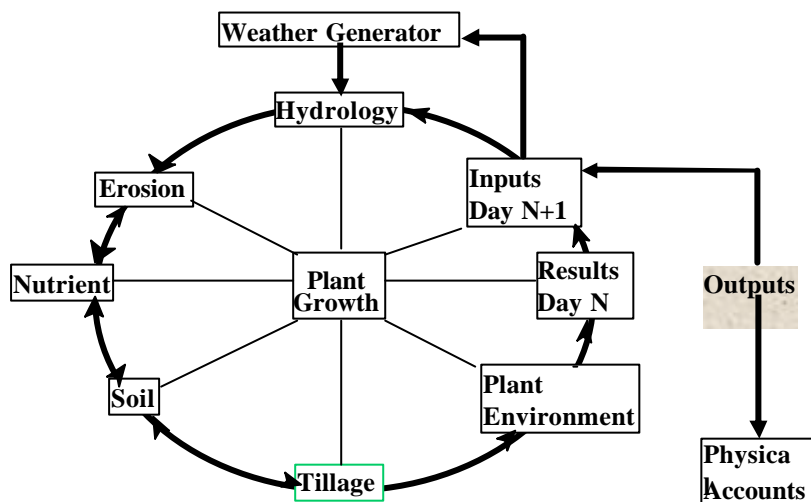 Weather Generator
Hydrology
Erosion
Inputs
Day N+1
Nutrient
Plant
Growth
Results
Day N
Outputs
Soil
Plant
Environment
Tillage
Physica
l
Accounts